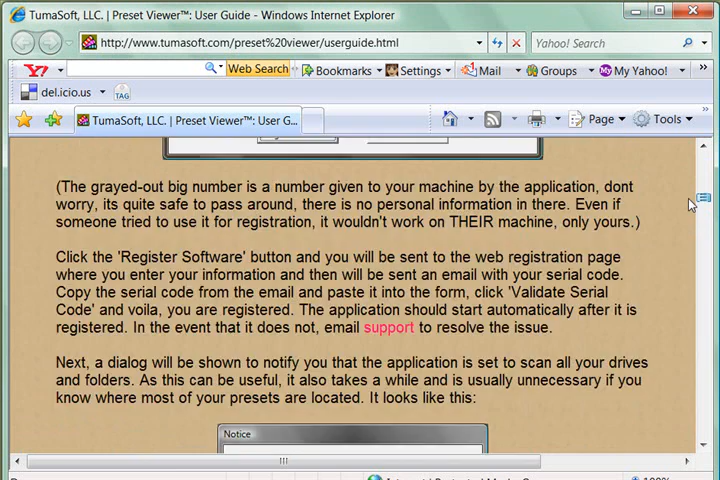 TumaSoft, LLC. | Preset Viewer™: User Guide - Windows Internet Explorer
http://www.tumasoft.com/preset%20viewer/userguide.html
Yahoo! Search
Y!
Web Search
Bookmarks
Settings
Mail
Groups
My Yahoo!
del.icio.us
TAG
TumaSoft, LLC. | Preset Viewer™: User G...
Page
Tools
(The grayed-out big number is a number given to your machine by the application, dont
worry, its quite safe to pass around, there is no personal information in there. Even if
someone tried to use it for registration, it wouldn't work on THEIR machine, only yours.)
Click the 'Register Software' button and you will be sent to the web registration page
where you enter your information and then will be sent an email with your serial code.
Copy the serial code from the email and paste it into the form, click 'Validate Serial
Code' and voila, you are registered. The application should start automatically after it is
registered. In the event that it does not, email support to resolve the issue.
Next, a dialog will be shown to notify you that the application is set to scan all your drives
and folders. As this can be useful, it also takes a while and is usually unnecessary if you
know where most of your presets are located. It looks like this:
Notice